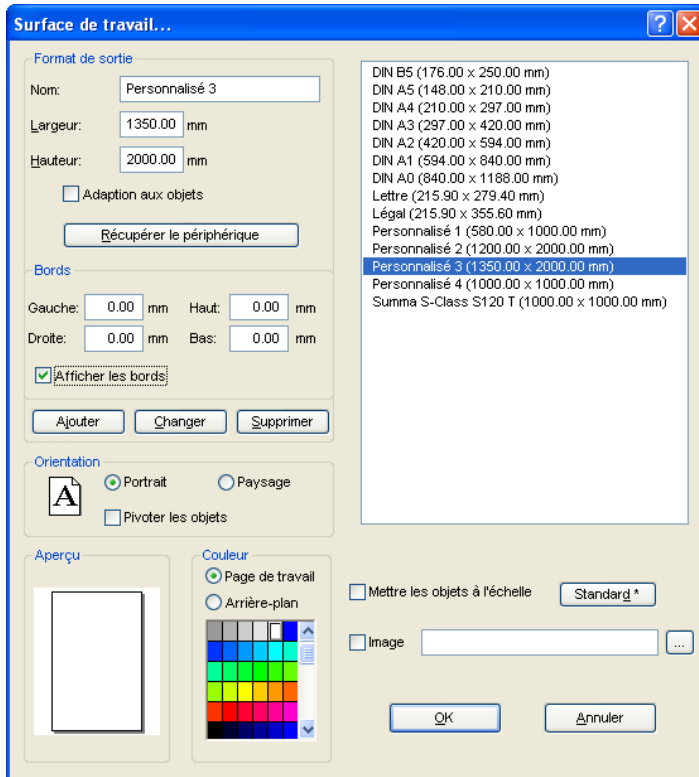 Surface de travail...
Format de sortie
Nom: Personnalisé 3
Largeur: 1350.00 mm
Hauteur: 2000.00 mm
Adaption aux objets
Récupérer le périphérique
Bords
Gauche: 0.00 mm Haut: 0.00 mm
Droite: 0.00 mm Bas: 0.00 mm
Afficher les bords
Ajouter Changer Supprimer
Orientation
A
Portrait Paysage
Pivoter les objets
Aperçu
Couleur
Page de travail
Arrière-plan
DIN B5 (176.00 x 250.00 mm)
DIN A5 (148.00 x 210.00 mm)
DIN A4 (210.00 x 297.00 mm)
DIN A3 (297.00 x 420.00 mm)
DIN A2 (420.00 x 594.00 mm)
DIN A1 (594.00 x 840.00 mm)
DIN A0 (840.00 x 1188.00 mm)
Lettre (215.90 x 279.40 mm)
Légal (215.90 x 355.60 mm)
Personnalisé 1 (580.00 x 1000.00 mm)
Personnalisé 2 (1200.00 x 2000.00 mm)
Personnalisé 3 (1350.00 x 2000.00 mm)
Personnalisé 4 (1000.00 x 1000.00 mm)
Summa S-Class S120 T (1000.00 x 1000.00 mm)
Mettre les objets à l'échelle Standard *
Image ...
OK Annuler